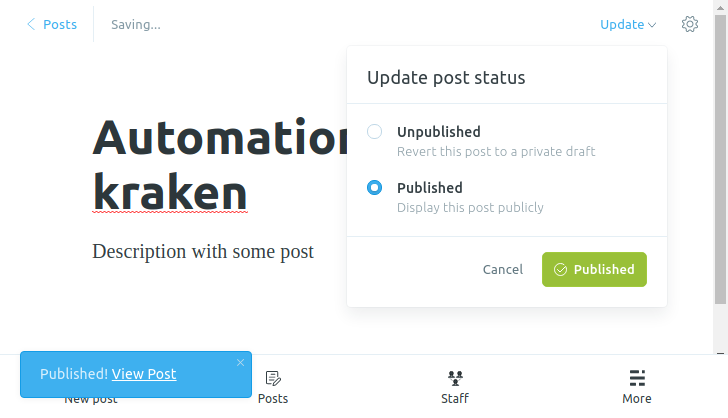 Posts
Saving...
Update
Update post status
Automation
kraken
Unpublished
Revert this post to a private draft
Published
Display this post publicly
Description with some post
Cancel
Published
Published! View Post
New post
Posts
Staff
More